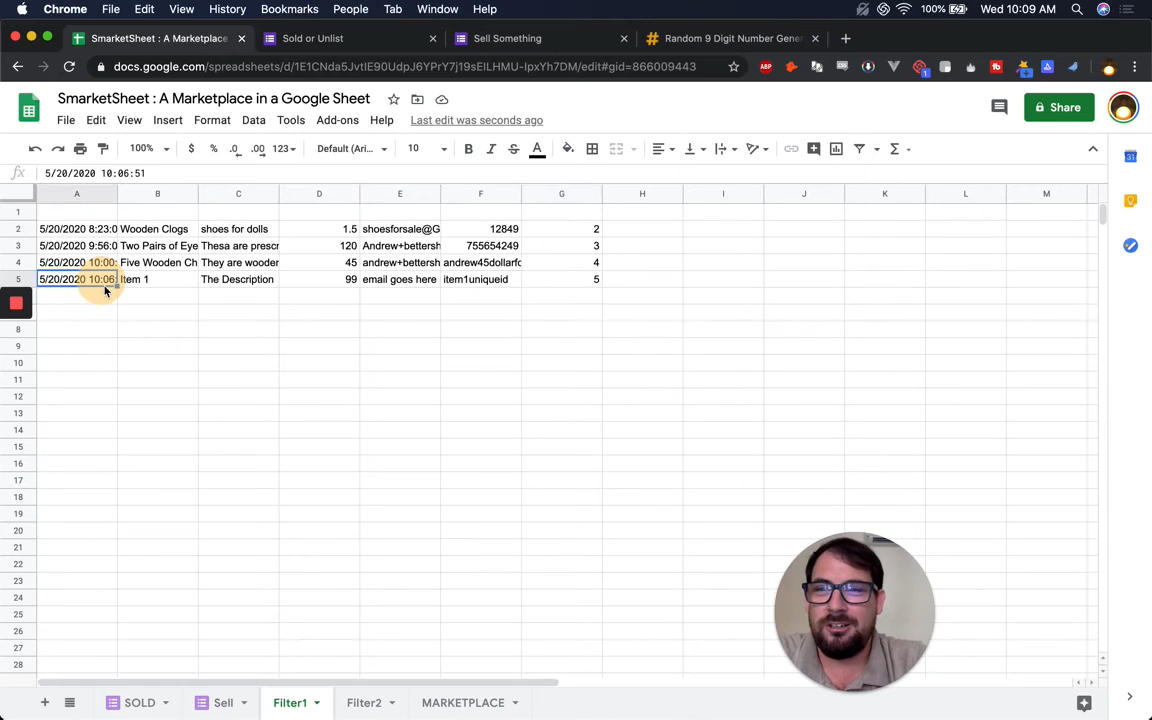 Chrome File Edit View History Bookmarks People Tab Window Help 100% Wed 10:09 AM
SmarketSheet : A Marketplace Sold or Unlist Sell Something Random 9 Digit Number Gener
docs.google.com/spreadsheets/d/1E1CNda5JvtIE90UdpJ6YPrY7j19sEILHMU-IpxYh7DM/edit#gid=866009443
SmarketSheet : A Marketplace in a Google Sheet
Share
File Edit View Insert Format Data Tools Add-ons Help Last edit was seconds ago
100% $ % .0 .00 123 Default (Ari... 10
fx 5/20/2020 10:06:51
A B C D E F G H I J K L M
1
2 5/20/2020 8:23:0 Wooden Clogs shoes for dolls 1.5 shoesforsale@G 12849 2
3 5/20/2020 9:56:0 Two Pairs of Eye Thesa are prescr 120 Andrew+bettersh 755654249 3
4 5/20/2020 10:00: Five Wooden Ch They are wooder 45 andrew+bettersh andrew45dollarfc 4
5 5/20/2020 10:06: Item 1 The Description 99 email goes here item1uniqueid 5
8
9
10
11
12
13
14
15
16
17
18
19
20
21
22
23
24
25
26
27
28
SOLD Sell Filter1 Filter2 MARKETPLACE